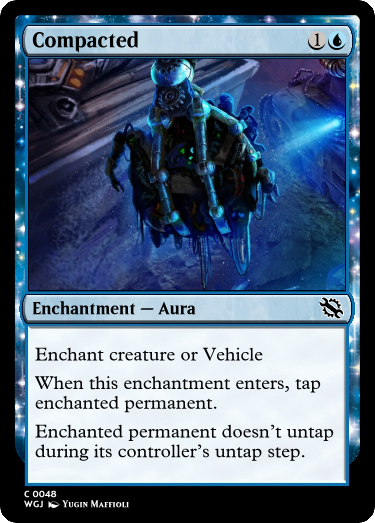 Compacted 1
Enchantment — Aura
Enchant creature or Vehicle
When this enchantment enters, tap
enchanted permanent.
Enchanted permanent doesn't untap
during its controller's untap step.
C 0048
WGJ Yugin Maffioli